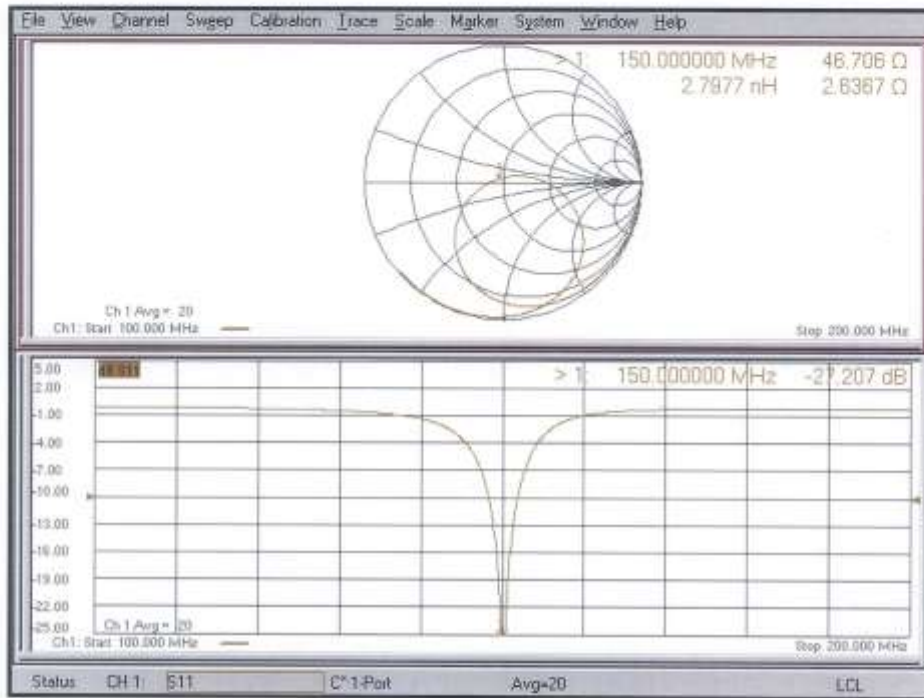 File View Channel Sweep Calibration Trace Scale Marker System Window Help
> 1: 150.000000 MHz 46.706 Ω
2.7977 nH 2.6367 Ω
1
Ch 1 Avg = 20
Ch1: Start 100.000 MHz
Stop 200.000 MHz
5.00
> 1: 150.000000 MHz -27.207 dB
2.00
-1.00
-4.00
-7.00
-10.00
-13.00
-16.00
-19.00
-22.00
-25.00
Ch 1 Avg = 20
Ch1: Start 100.000 MHz
Stop 200.000 MHz
Status CH 1: S11 C* 1-Port Avg=20 LCL